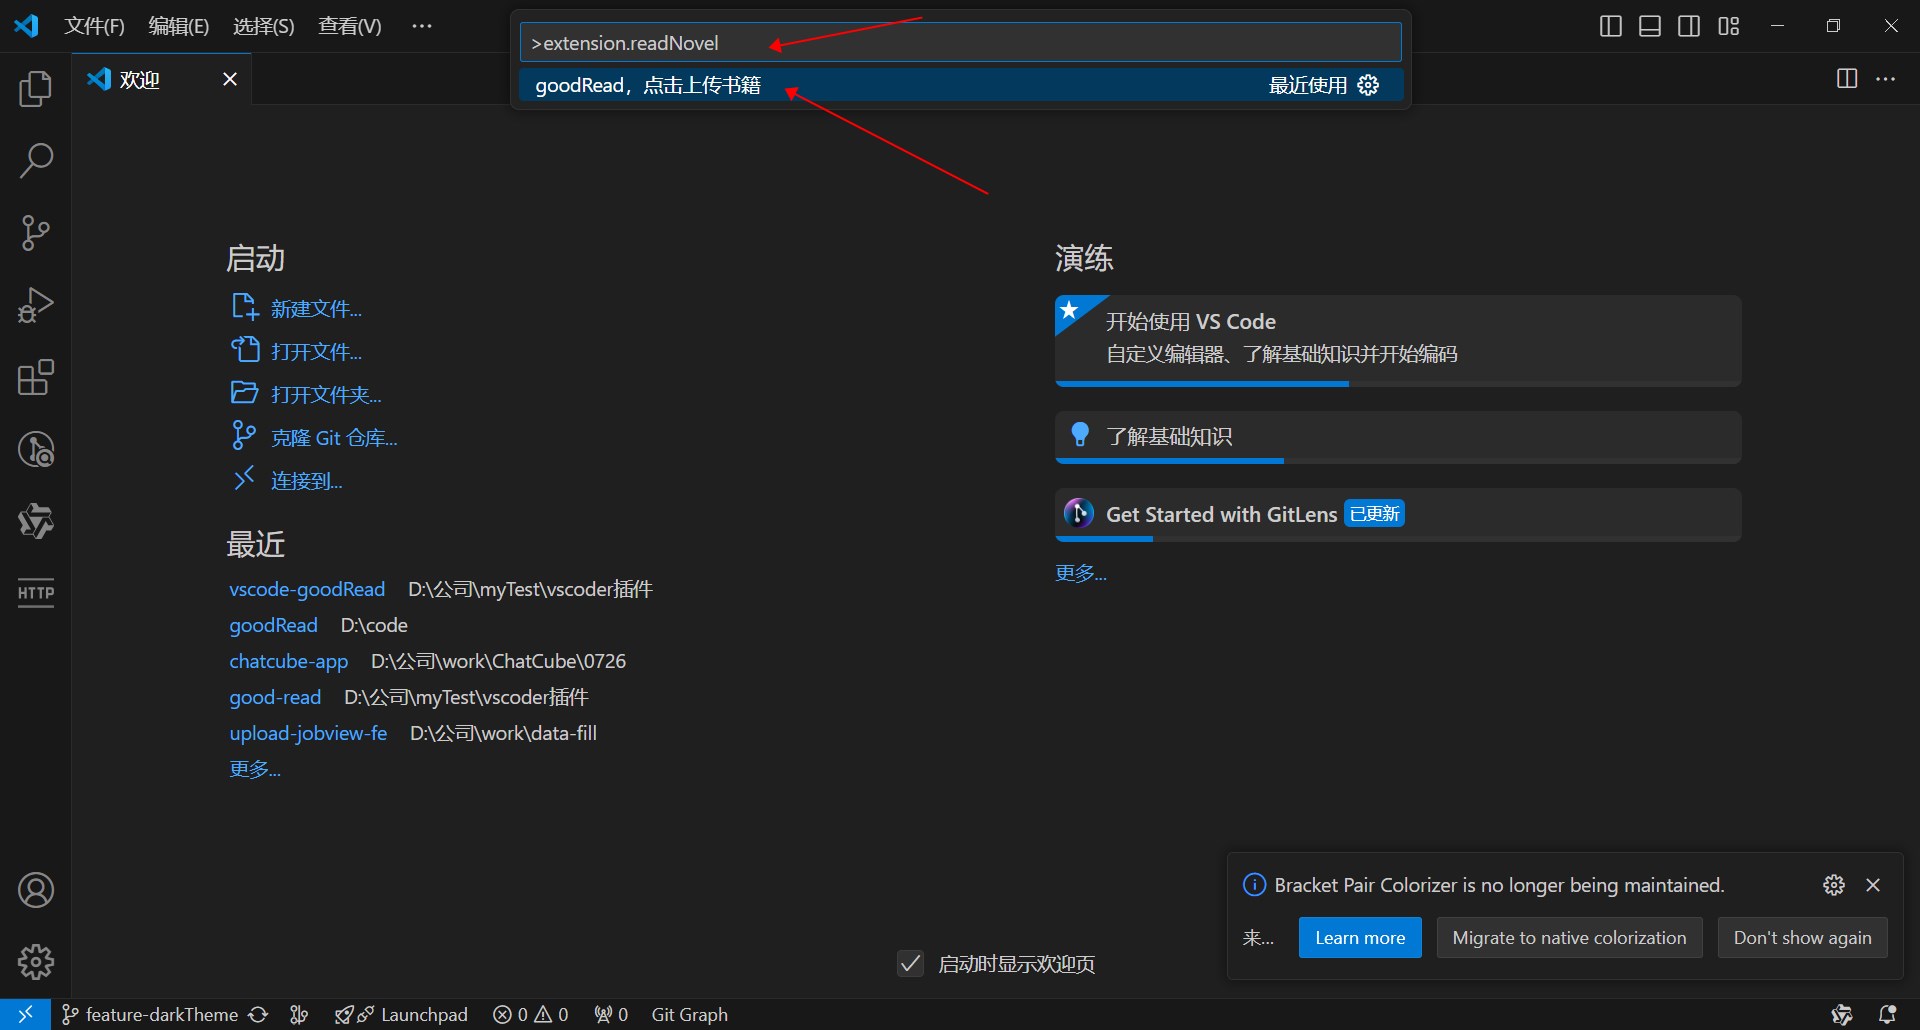 文件(F) 编辑(E) 选择(S) 查看(V) ···
>extension.readNovel
goodRead，点击上传书籍 最近使用
欢迎
启动
新建文件...
打开文件...
打开文件夹...
克隆 Git 仓库...
连接到...
最近
vscode-goodRead D:\公司\myTest\vscoder插件
goodRead D:\code
chatcube-app D:\公司\work\ChatCube\0726
good-read D:\公司\myTest\vscoder插件
upload-jobview-fe D:\公司\work\data-fill
更多...
演练
开始使用 VS Code
自定义编辑器、了解基础知识并开始编码
了解基础知识
Get Started with GitLens 已更新
更多...
HTTP
启动时显示欢迎页
Bracket Pair Colorizer is no longer being maintained.
来... Learn more Migrate to native colorization Don't show again
feature-darkTheme Launchpad 0 0 0 Git Graph